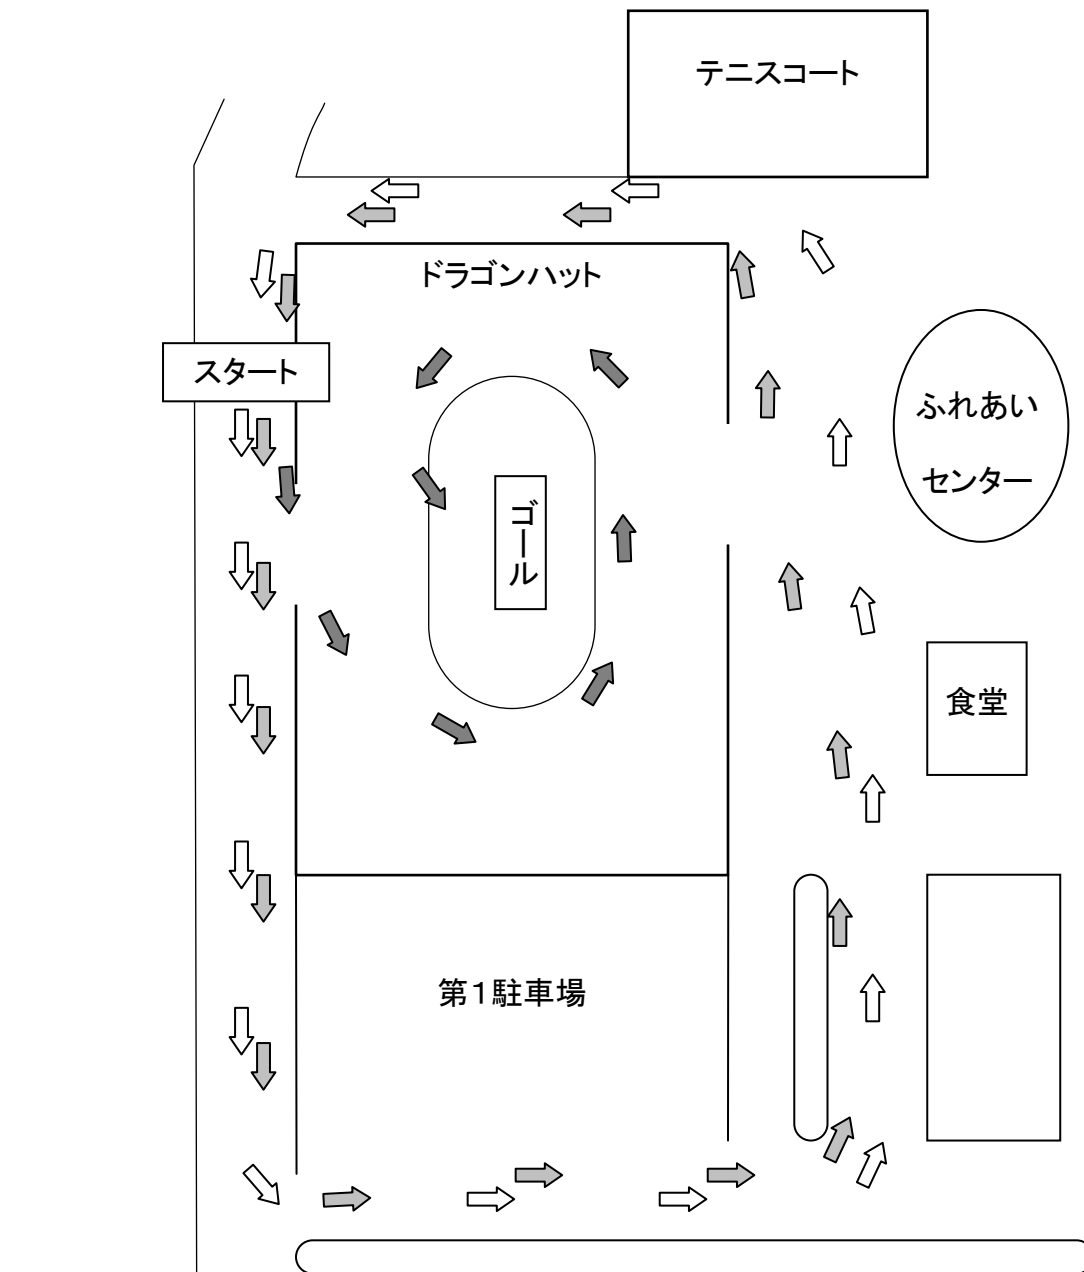 テニスコート
ドラゴンハット
スタート
ふれあい
センター
ゴール
食堂
第１駐車場